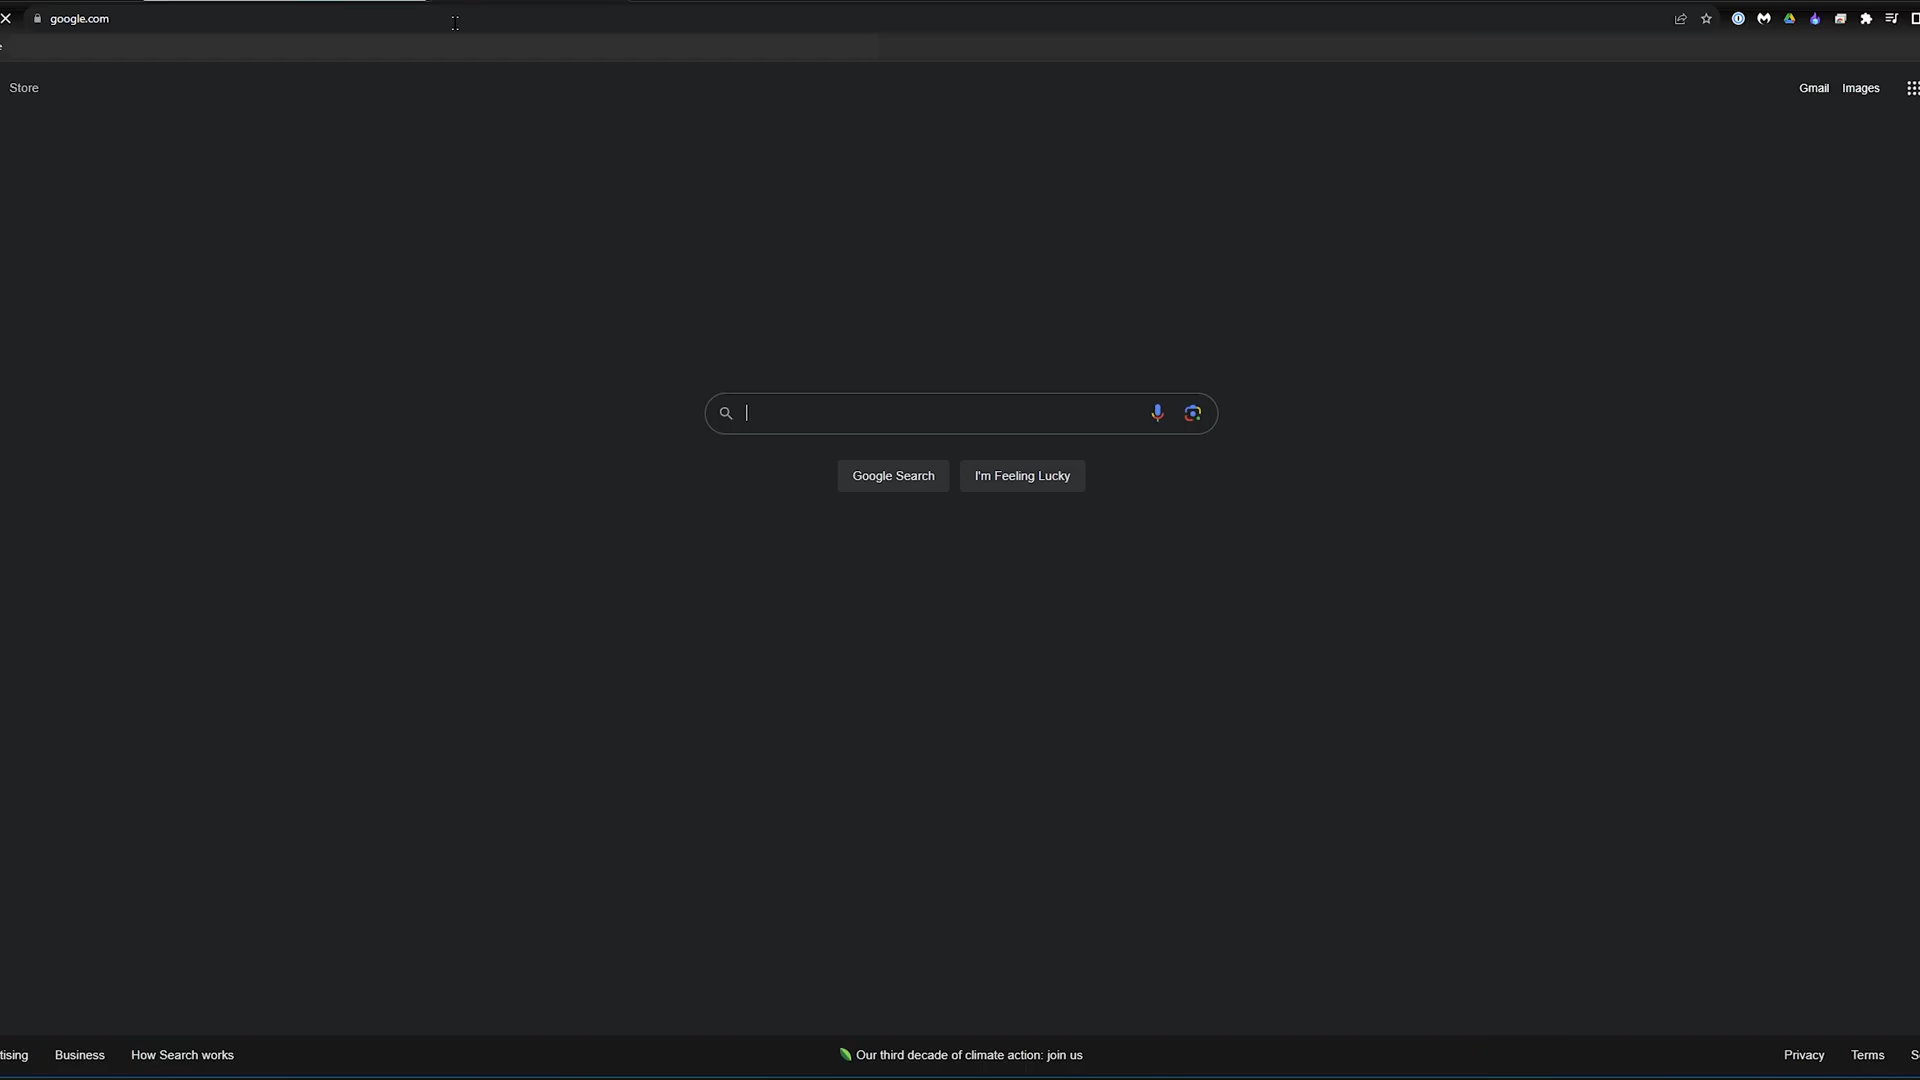 google.com
Store
Gmail Images
Google Search I'm Feeling Lucky
tising Business How Search works
Our third decade of climate action: join us
Privacy Terms S